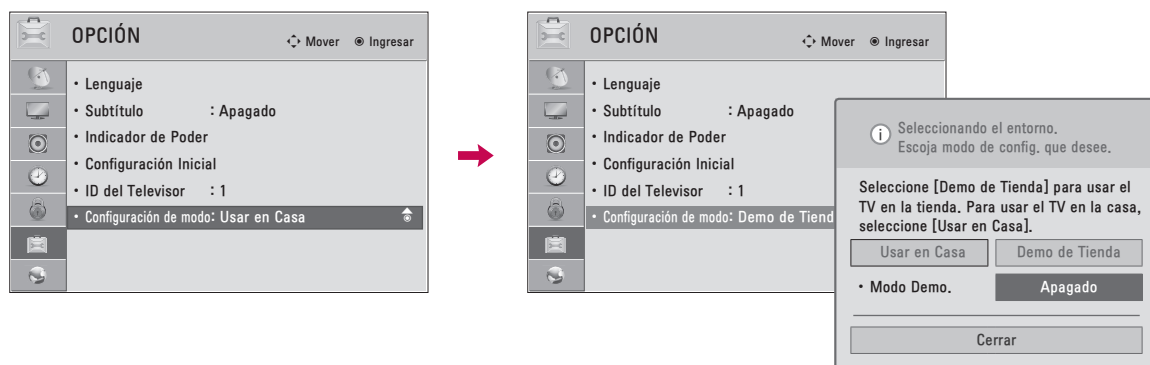 OPCIÓN
Mover
Ingresar
• Lenguaje
• Subtítulo : Apagado
• Indicador de Poder
• Configuración Inicial
• ID del Televisor : 1
• Configuración de modo: Usar en Casa
OPCIÓN
Mover
Ingresar
• Lenguaje
• Subtítulo : Apagado
• Indicador de Poder
• Configuración Inicial
• ID del Televisor : 1
• Configuración de modo: Demo de Tiend
Seleccionando el entorno.
Escoja modo de config. que desee.
Seleccione [Demo de Tienda] para usar el
TV en la tienda. Para usar el TV en la casa,
seleccione [Usar en Casa].
Usar en Casa
Demo de Tienda
• Modo Demo.
Apagado
Cerrar